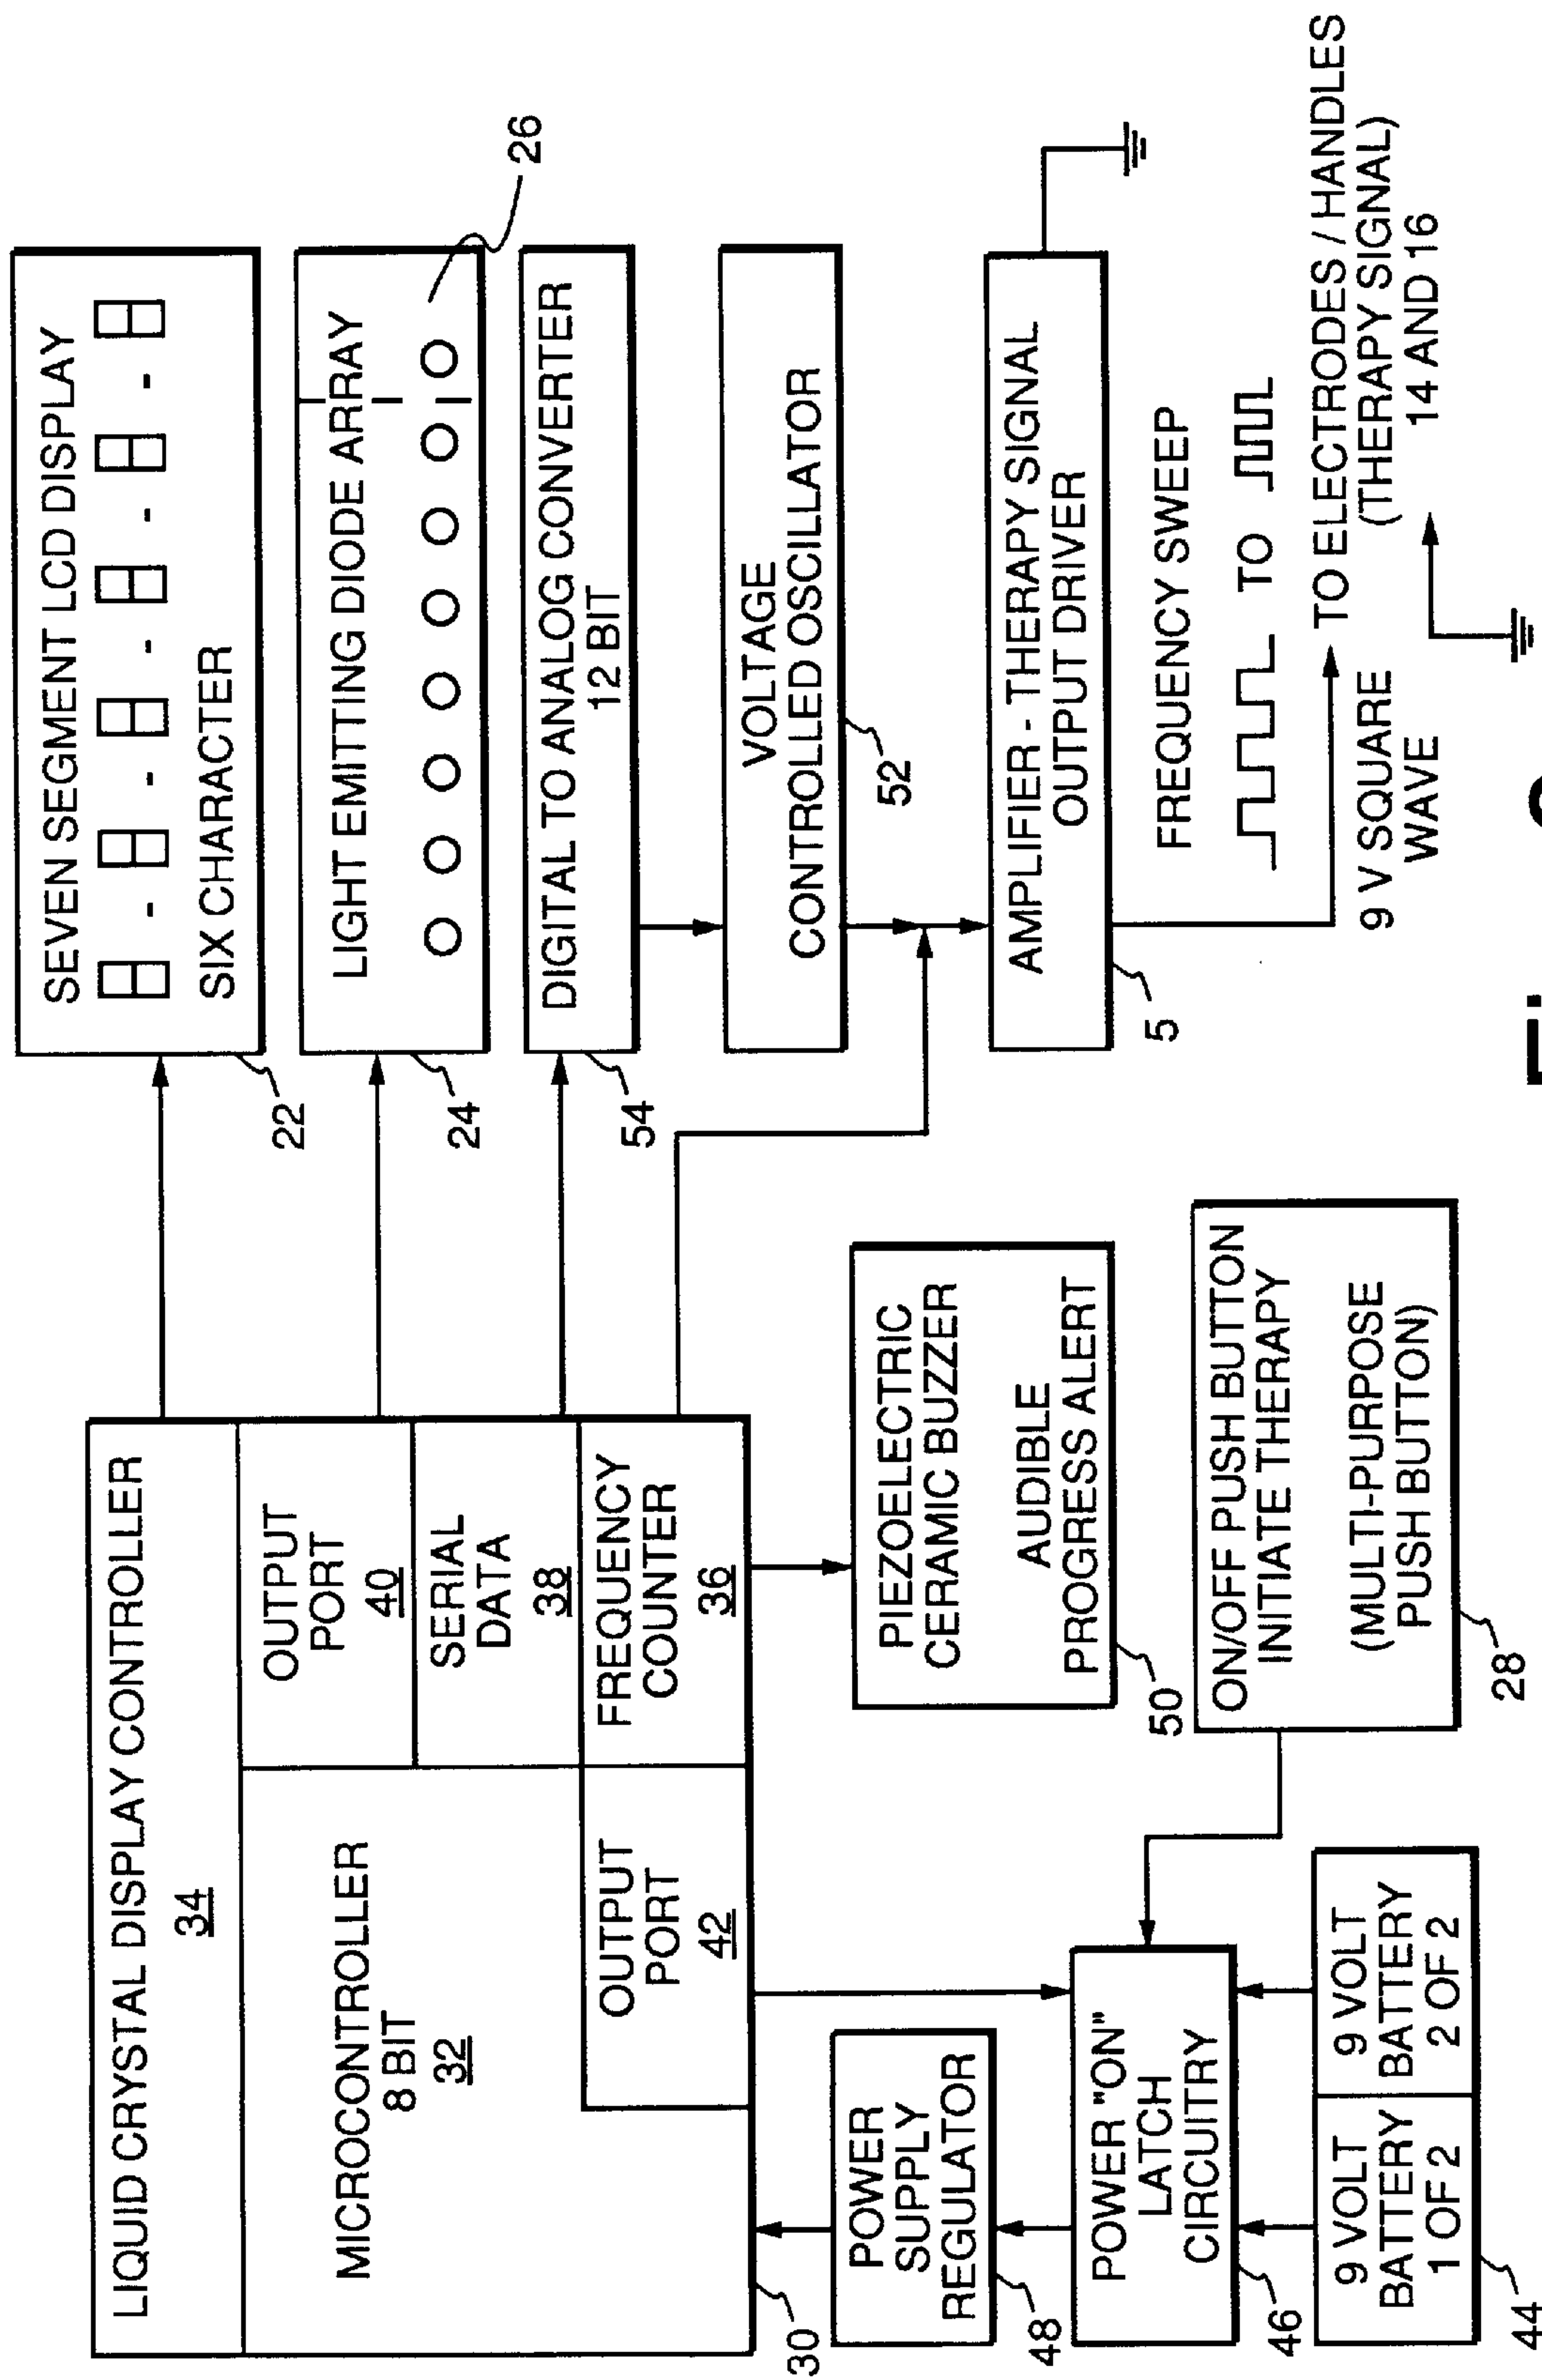 LIQUID CRYSTAL DISPLAY CONTROLLER
34
MICROCONTROLLER
8 BIT
32
OUTPUT
PORT
40
SERIAL
DATA
38
FREQUENCY
COUNTER
36
OUTPUT
PORT
42
30
SEVEN SEGMENT LCD DISPLAY
SIX CHARACTER
22
LIGHT EMITTING DIODE ARRAY
26
24
DIGITAL TO ANALOG CONVERTER
12 BIT
54
VOLTAGE
CONTROLLED OSCILLATOR
52
AMPLIFIER - THERAPY SIGNAL
OUTPUT DRIVER
5
FREQUENCY SWEEP
TO
9 V SQUARE
WAVE
TO ELECTRODES / HANDLES
(THERAPY SIGNAL)
14 AND 16
PIEZOELECTRIC
CERAMIC BUZZER
AUDIBLE
PROGRESS ALERT
50
ON/OFF PUSH BUTTON
INITIATE THERAPY
(MULTI-PURPOSE
PUSH BUTTON)
28
POWER
SUPPLY
REGULATOR
48
POWER "ON"
LATCH
CIRCUITRY
46
9 VOLT
BATTERY
1 OF 2
9 VOLT
BATTERY
2 OF 2
44